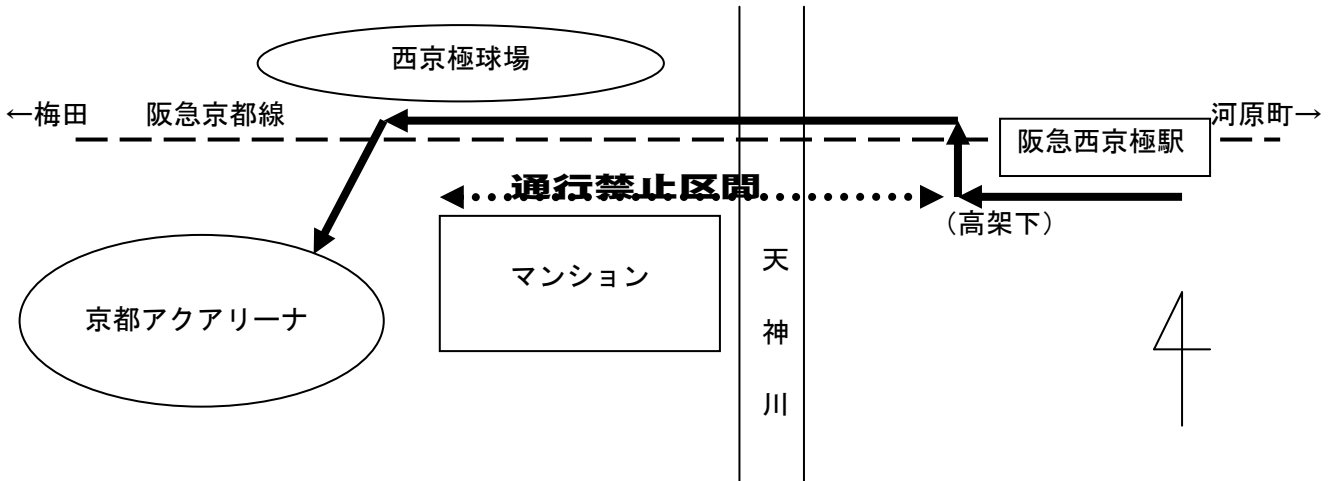 西京極球場
←梅田
阪急京都線
河原町→
阪急西京極駅
通行禁止区間
（高架下）
マンション
天神川
京都アクアリーナ